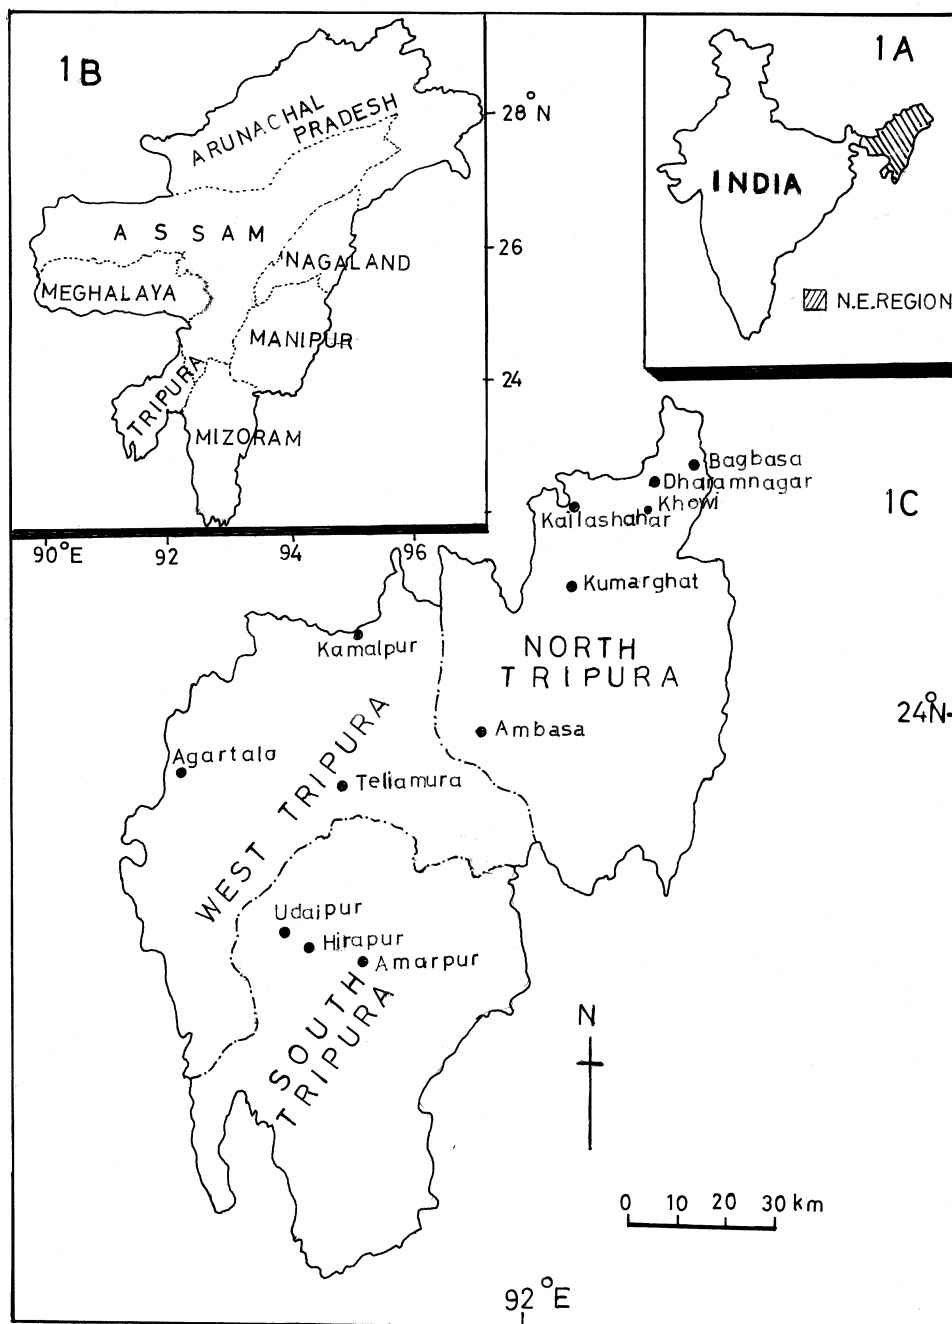 1B
ARUNACHAL
PRADESH
ASSAM
NAGALAND
MEGHALAYA
MANIPUR
TRIPURA
MIZORAM
28°N
26
24
90°E
92
94
96
1A
INDIA
N.E.REGION
1C
Bagbasa
Dharamnagar
Khowi
Kailashahar
Kumarghat
Kamalpur
NORTH
TRIPURA
24°N
Ambasa
Agartala
Teliamura
WEST TRIPURA
Udaipur
Hirapur
Amarpur
SOUTH
TRIPURA
N
0 10 20 30 km
92°E